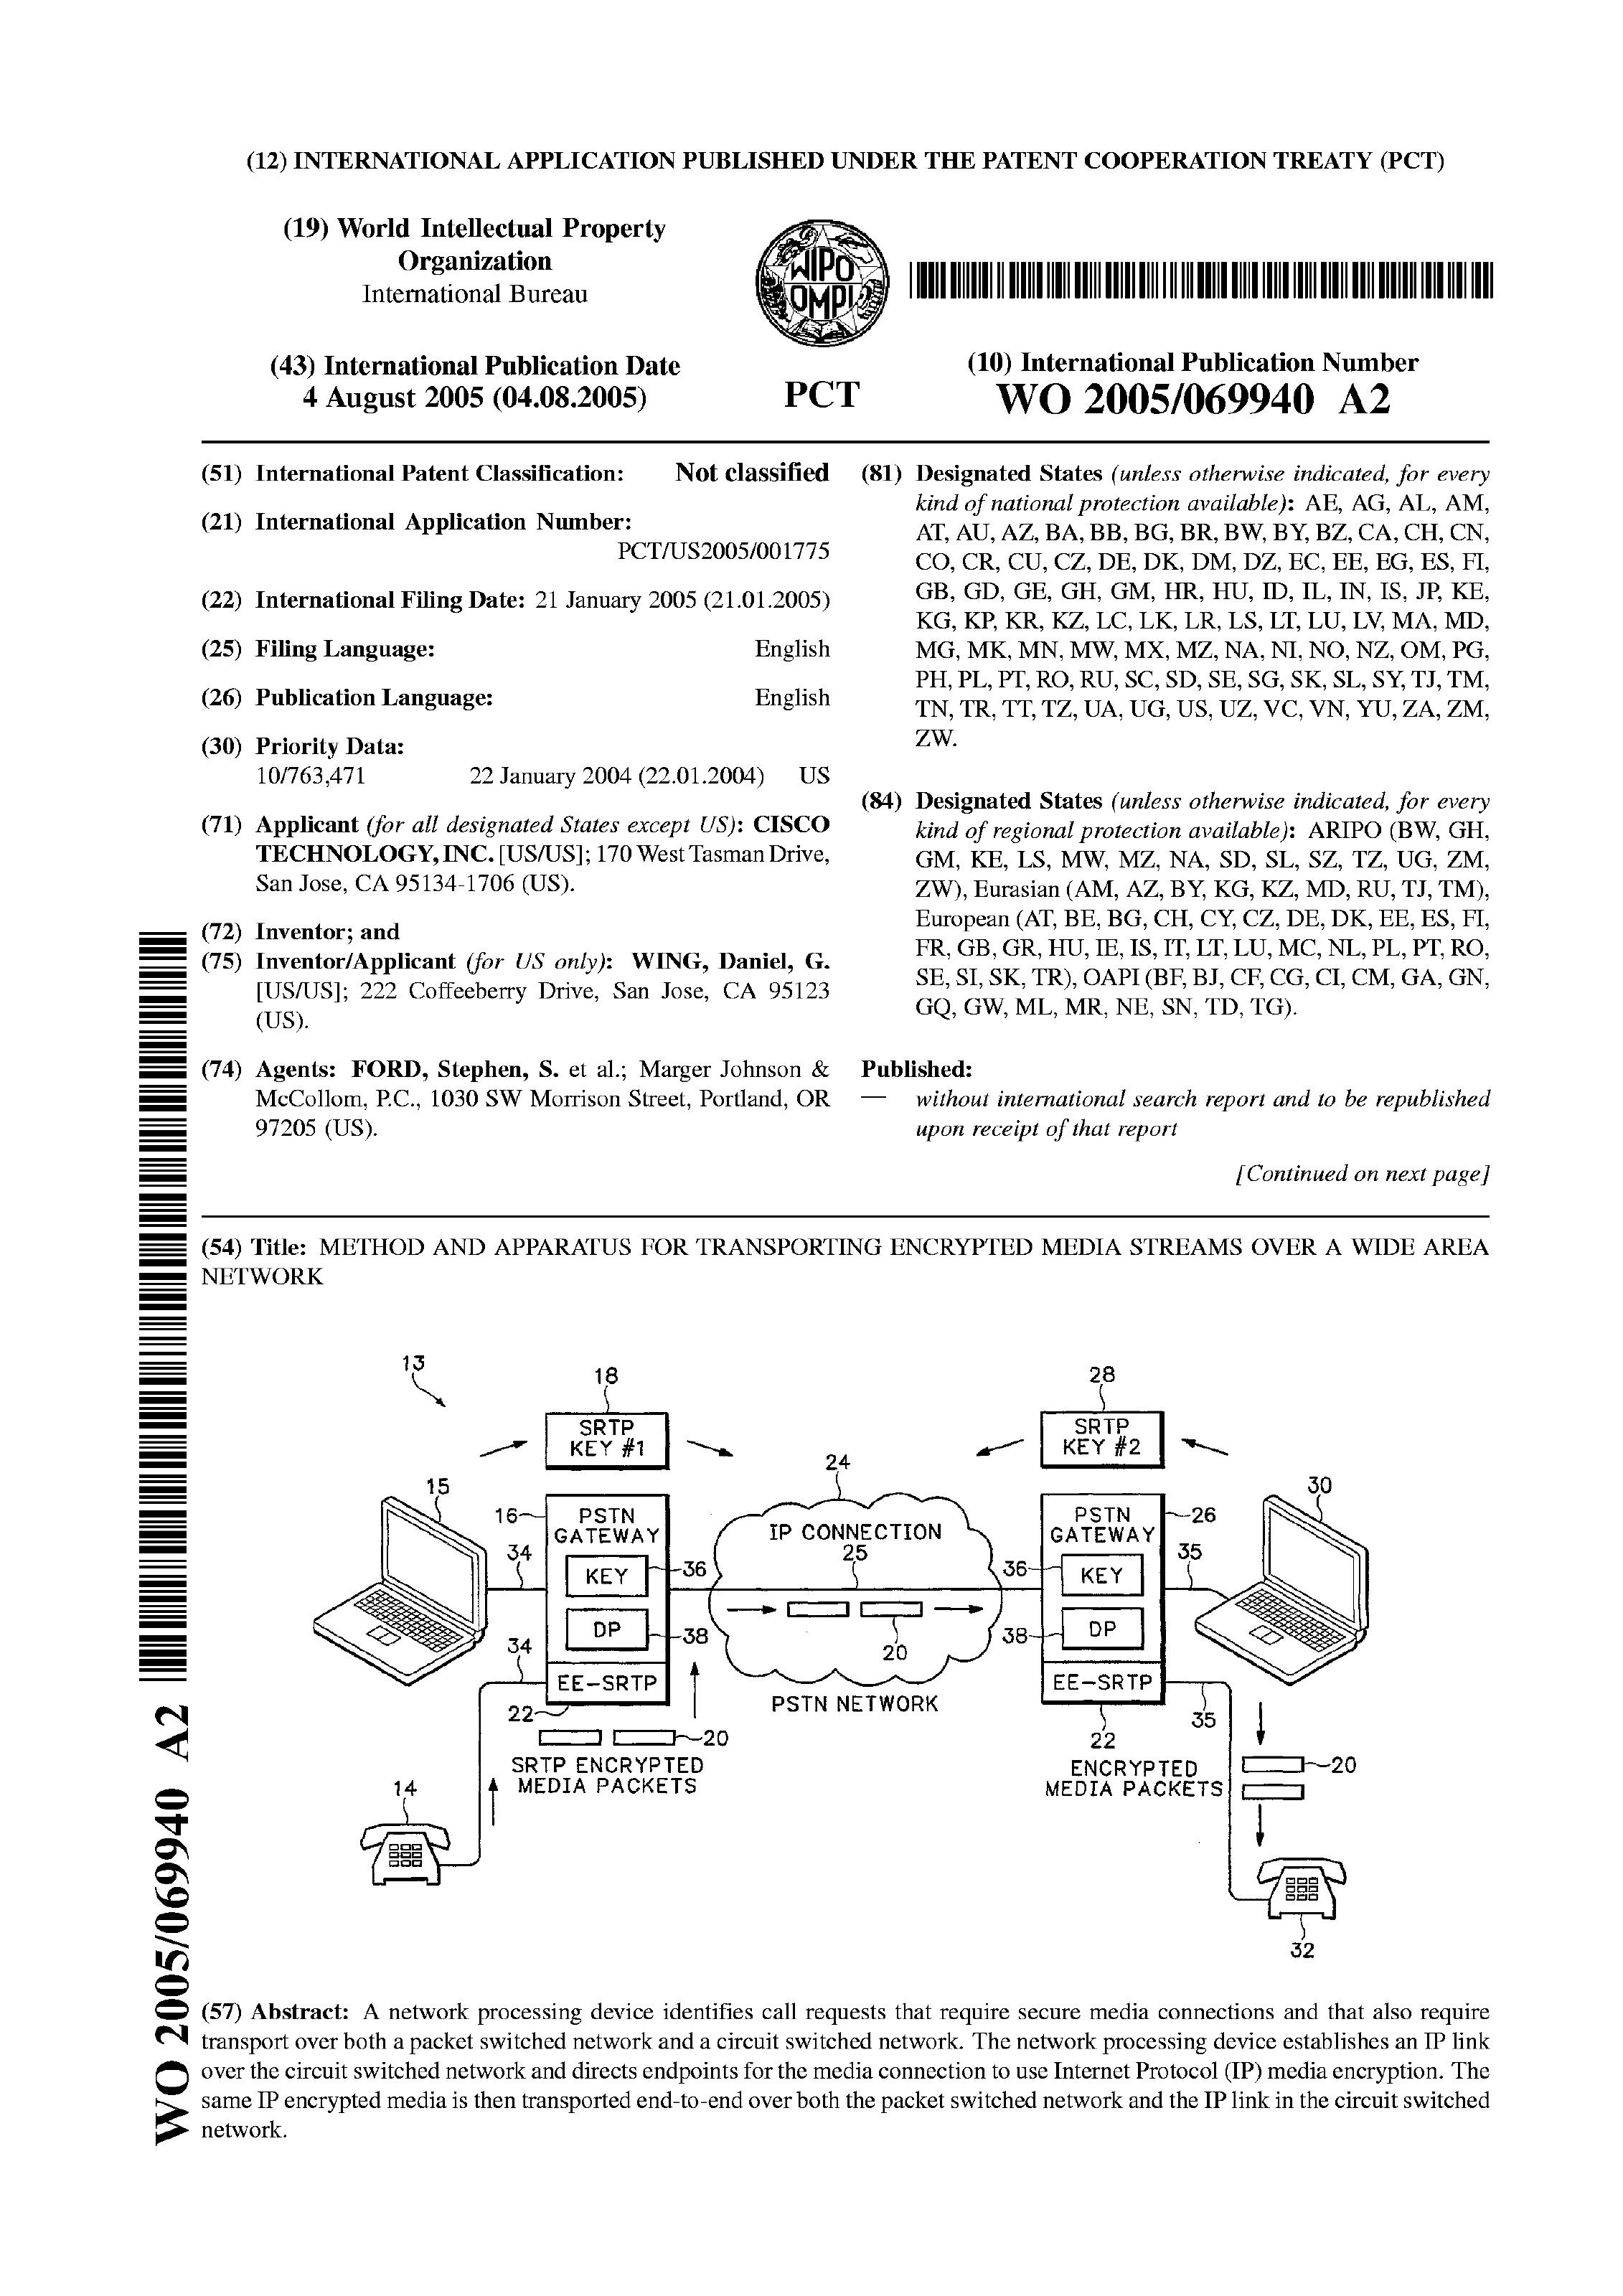 (12) INTERNATIONAL APPLICATION PUBLISHED UNDER THE PATENT COOPERATION TREATY (PCT)
(19) World Intellectual Property
Organization
International Bureau
WIPO
OMPI
(43) International Publication Date
4 August 2005 (04.08.2005)
PCT
(10) International Publication Number
WO 2005/069940 A2
(51) International Patent Classification: Not classified
(21) International Application Number:
PCT/US2005/001775
(22) International Filing Date: 21 January 2005 (21.01.2005)
(25) Filing Language: English
(26) Publication Language: English
(30) Priority Data:
10/763,471 22 January 2004 (22.01.2004) US
(71) Applicant (for all designated States except US): CISCO
TECHNOLOGY, INC. [US/US]; 170 West Tasman Drive,
San Jose, CA 95134-1706 (US).
(72) Inventor; and
(75) Inventor/Applicant (for US only): WING, Daniel, G.
[US/US]; 222 Coffeeberry Drive, San Jose, CA 95123
(US).
(74) Agents: FORD, Stephen, S. et al.; Marger Johnson &
McCollom, P.C., 1030 SW Morrison Street, Portland, OR
97205 (US).
(81) Designated States (unless otherwise indicated, for every
kind of national protection available): AE, AG, AL, AM,
AT, AU, AZ, BA, BB, BG, BR, BW, BY, BZ, CA, CH, CN,
CO, CR, CU, CZ, DE, DK, DM, DZ, EC, EE, EG, ES, FI,
GB, GD, GE, GH, GM, HR, HU, ID, IL, IN, IS, JP, KE,
KG, KP, KR, KZ, LC, LK, LR, LS, LT, LU, LV, MA, MD,
MG, MK, MN, MW, MX, MZ, NA, NI, NO, NZ, OM, PG,
PH, PL, PT, RO, RU, SC, SD, SE, SG, SK, SL, SY, TJ, TM,
TN, TR, TT, TZ, UA, UG, US, UZ, VC, VN, YU, ZA, ZM,
ZW.
(84) Designated States (unless otherwise indicated, for every
kind of regional protection available): ARIPO (BW, GH,
GM, KE, LS, MW, MZ, NA, SD, SL, SZ, TZ, UG, ZM,
ZW), Eurasian (AM, AZ, BY, KG, KZ, MD, RU, TJ, TM),
European (AT, BE, BG, CH, CY, CZ, DE, DK, EE, ES, FI,
FR, GB, GR, HU, IE, IS, IT, LT, LU, MC, NL, PL, PT, RO,
SE, SI, SK, TR), OAPI (BF, BJ, CF, CG, CI, CM, GA, GN,
GQ, GW, ML, MR, NE, SN, TD, TG).
Published:
— without international search report and to be republished
upon receipt of that report
[Continued on next page]
(54) Title: METHOD AND APPARATUS FOR TRANSPORTING ENCRYPTED MEDIA STREAMS OVER A WIDE AREA
NETWORK
13
18
28
SRTP
KEY #1
SRTP
KEY #2
24
15
30
16
PSTN
GATEWAY
IP CONNECTION
25
PSTN
GATEWAY
26
34
35
KEY
36
36
KEY
DP
38
38
DP
34
20
EE-SRTP
EE-SRTP
PSTN NETWORK
22
35
20
22
SRTP ENCRYPTED
MEDIA PACKETS
ENCRYPTED
MEDIA PACKETS
20
14
32
(57) Abstract: A network processing device identifies call requests that require secure media connections and that also require
transport over both a packet switched network and a circuit switched network. The network processing device establishes an IP link
over the circuit switched network and directs endpoints for the media connection to use Internet Protocol (IP) media encryption. The
same IP encrypted media is then transported end-to-end over both the packet switched network and the IP link in the circuit switched
network.
WO 2005/069940 A2